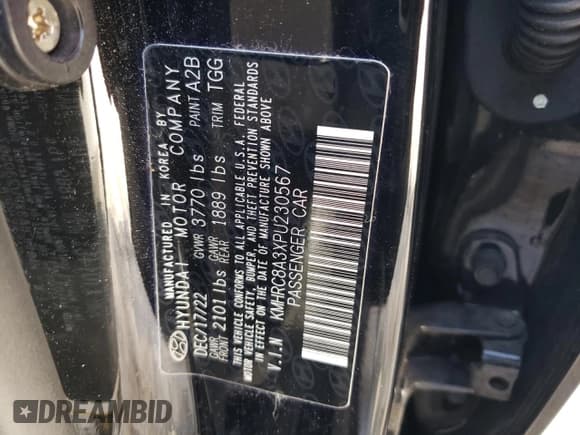 MANUFACTURED IN KOREA BY
HYUNDAI MOTOR COMPANY
DEC/17/22 GVWR 3770 lbs PAINT A2B
GAWR FRONT 2101lbs GAWR REAR 1889 lbs TRIM TGG
THIS VEHICLE CONFORMS TO ALL APPLICABLE U.S.A. FEDERAL
MOTOR VEHICLE SAFETY, BUMPER, AND THEFT PREVENTION STANDARDS
IN EFFECT ON THE DATE OF MANUFACTURE SHOWN ABOVE
V.I.N KMHRC8A3XPU230567
PASSENGER CAR
DREAMBID